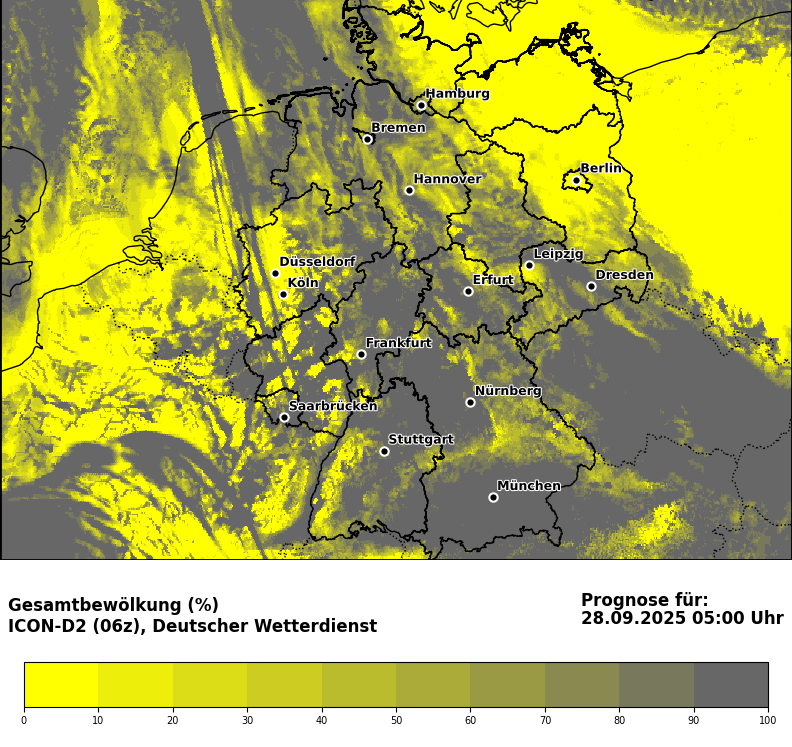 Hamburg
Bremen
Berlin
Hannover
Leipzig
Düsseldorf
Dresden
Erfurt
Köln
Frankfurt
Nürnberg
Saarbrücken
Stuttgart
München
Gesamtbewölkung (%)
ICON-D2 (06z), Deutscher Wetterdienst
Prognose für:
28.09.2025 05:00 Uhr
0 10 20 30 40 50 60 70 80 90 100